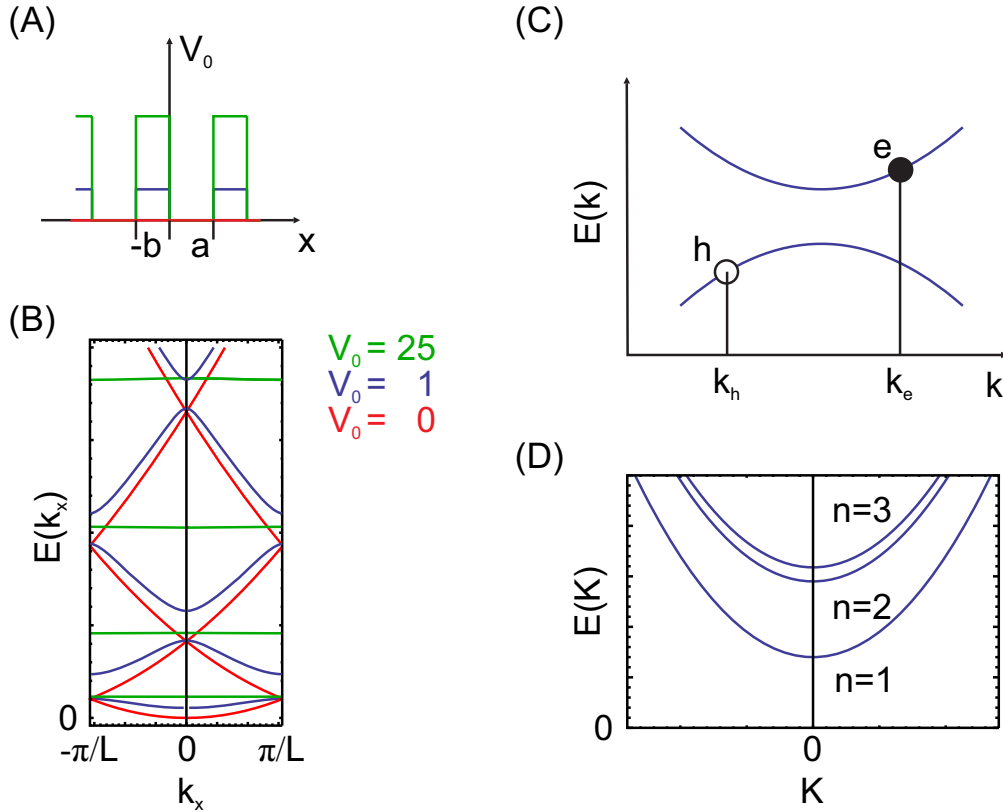 (A)
V₀
-b a x
(B)
E(kₓ)
0
-π/L 0 π/L
kₓ
V₀ = 25
V₀ = 1
V₀ = 0
(C)
E(k)
e
h
kₕ kₑ k
(D)
E(K)
n=3
n=2
n=1
0
0
K